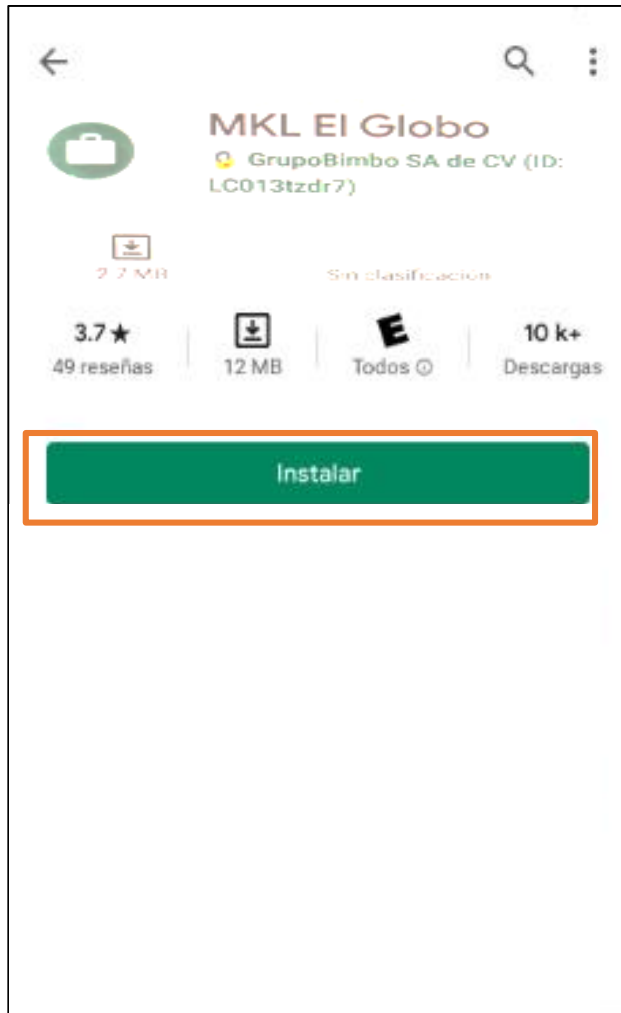 MKL El Globo
GrupoBimbo SA de CV (ID:
LC013tzdr7)
2.7 MB
Sin clasificación
3.7★
49 reseñas
12 MB
E
Todos
10 k+
Descargas
Instalar